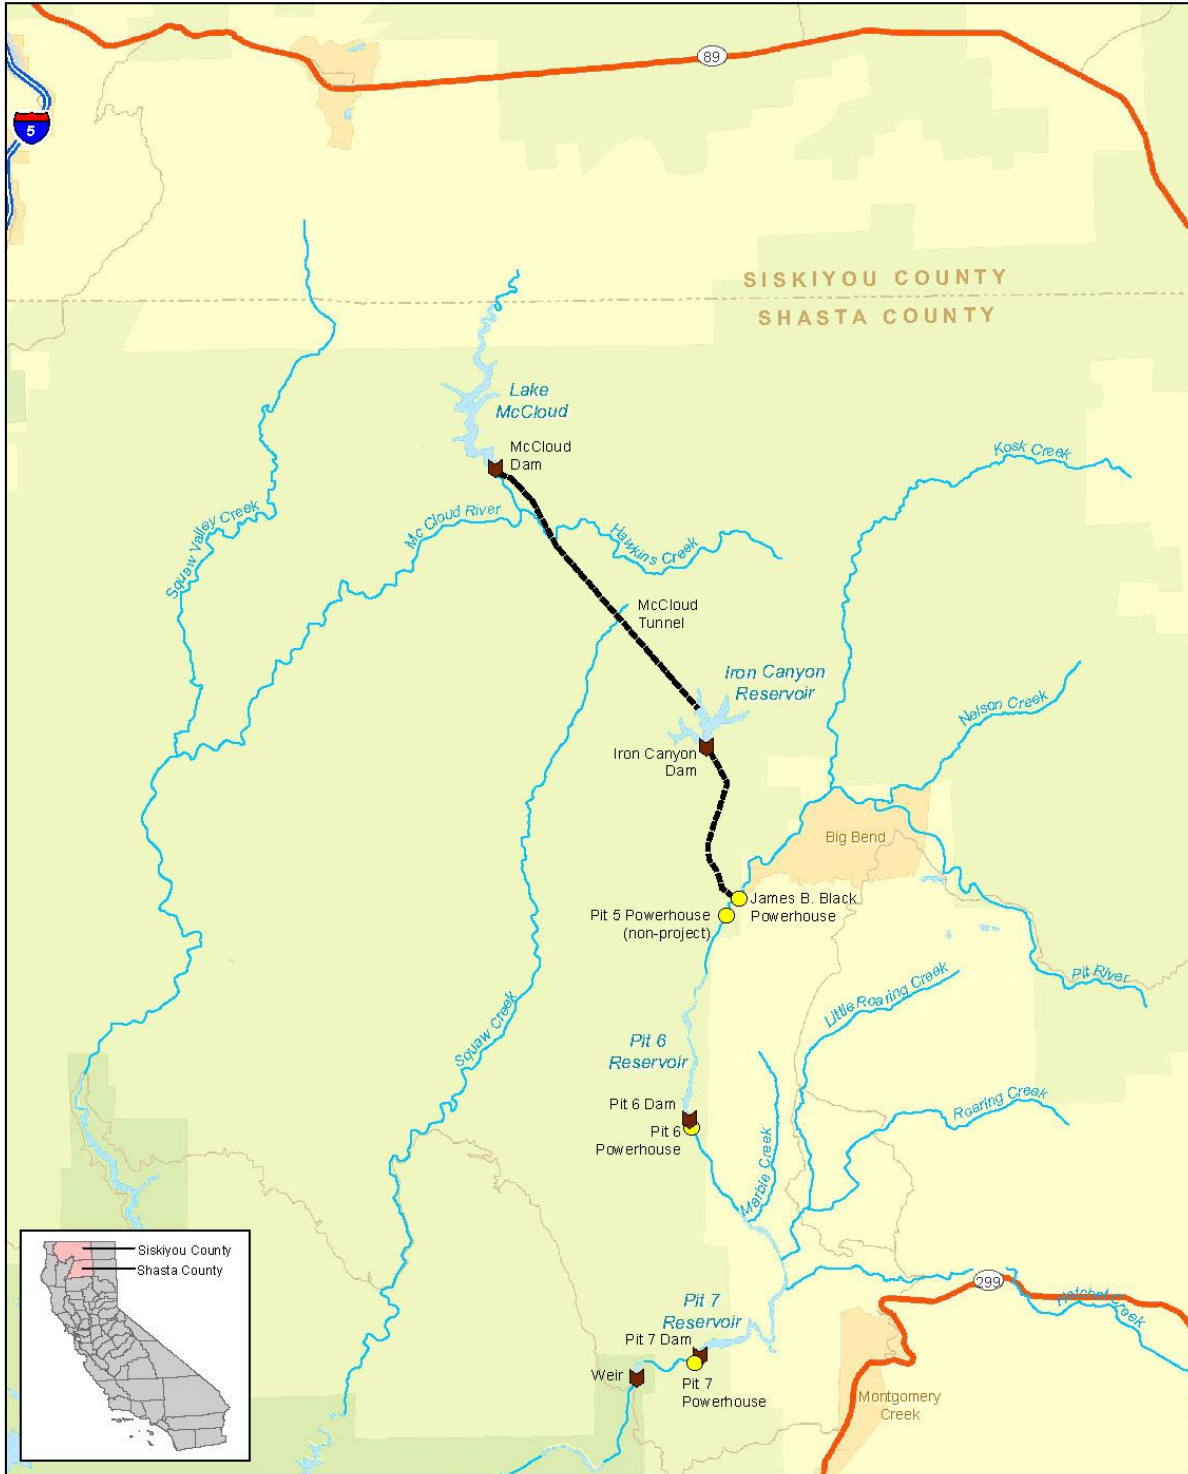 89
5
SISKIYOU COUNTY
SHASTA COUNTY
Lake
McCloud
McCloud
Dam
Kosk Creek
Squaw Valley Creek
Mc Cloud River
Hawkins Creek
McCloud
Tunnel
Iron Canyon
Reservoir
Nelson Creek
Iron Canyon
Dam
Big Bend
James B. Black
Powerhouse
Pit 5 Powerhouse
(non-project)
Pit River
Little Roaring Creek
Squaw Creek
Pit 6
Reservoir
Pit 6 Dam
Pit 6
Powerhouse
Roaring Creek
Marble Creek
Siskiyou County
Shasta County
299
Hatchet Creek
Pit 7
Reservoir
Pit 7 Dam
Weir
Pit 7
Powerhouse
Montgomery
Creek